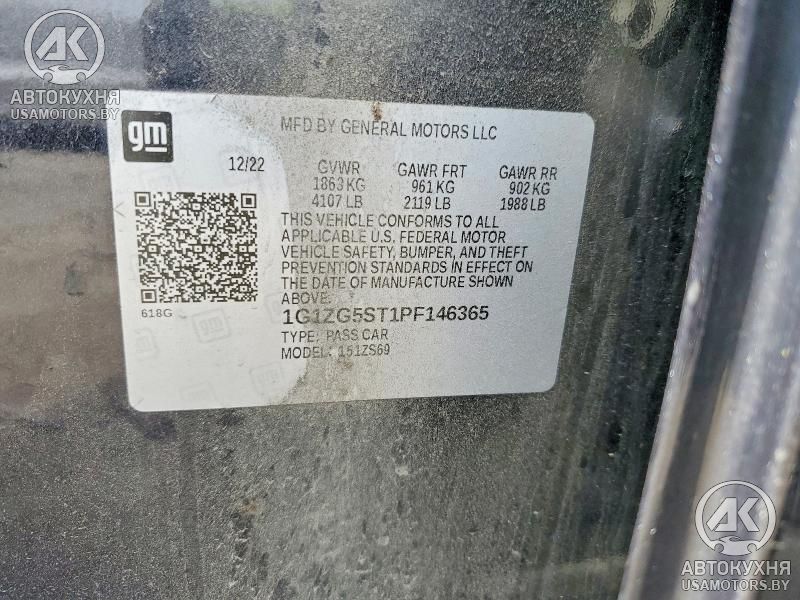 AK
АВТОКУХНЯ
USAMOTORS.BY
gm
MFD BY GENERAL MOTORS LLC
12/22
GVWR GAWR FRT GAWR RR
1863 KG 961 KG 902 KG
4107 LB 2119 LB 1988 LB
THIS VEHICLE CONFORMS TO ALL
APPLICABLE U.S. FEDERAL MOTOR
VEHICLE SAFETY, BUMPER, AND THEFT
PREVENTION STANDARDS IN EFFECT ON
THE DATE OF MANUFACTURE SHOWN
ABOVE.
618G
1G1ZG5ST1PF146365
TYPE: PASS CAR
MODEL: 151ZS69
AK
АВТОКУХНЯ
USAMOTORS.BY